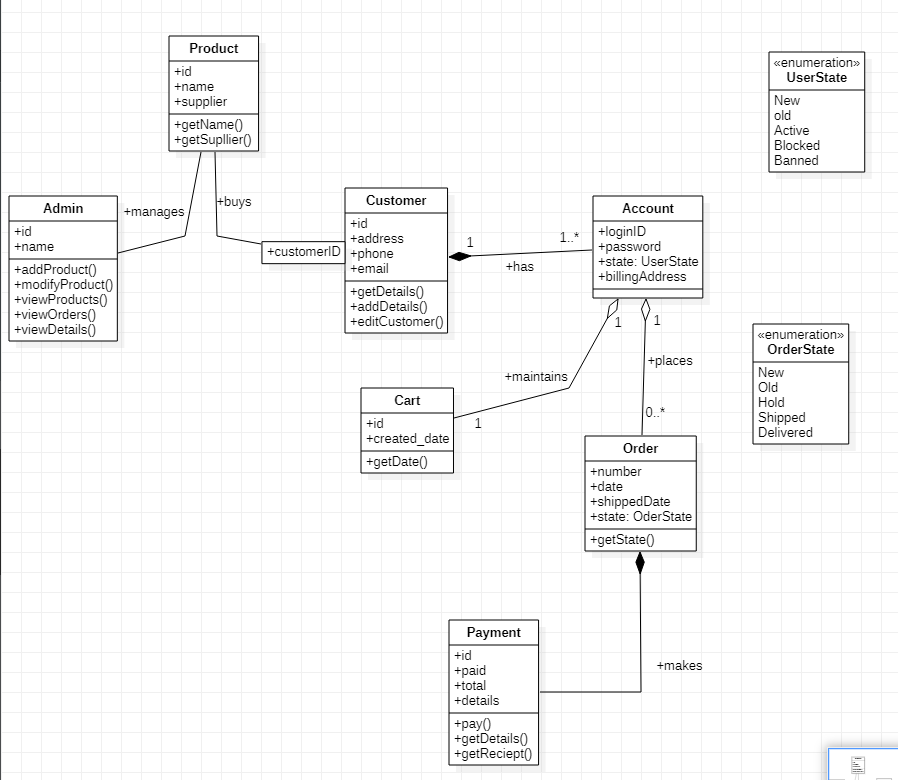 Product
+id
+name
+supplier
+getName()
+getSupllier()
«enumeration»
UserState
New
old
Active
Blocked
Banned
Admin
+id
+name
+addProduct()
+modifyProduct()
+viewProducts()
+viewOrders()
+viewDetails()
+manages
+buys
+customerID
Customer
+id
+address
+phone
+email
+getDetails()
+addDetails()
+editCustomer()
1
1..*
+has
Account
+loginID
+password
+state: UserState
+billingAddress
1
1
+maintains
+places
1
0..*
«enumeration»
OrderState
New
Old
Hold
Shipped
Delivered
Cart
+id
+created_date
+getDate()
Order
+number
+date
+shippedDate
+state: OderState
+getState()
+makes
Payment
+id
+paid
+total
+details
+pay()
+getDetails()
+getReciept()